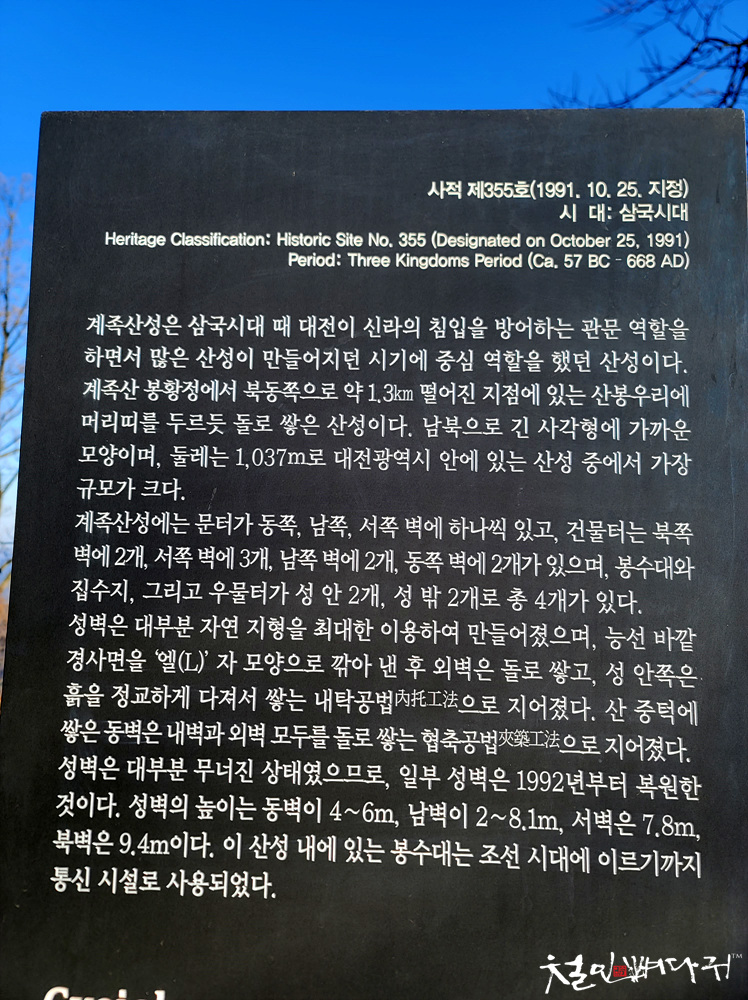 사적 제355호(1991. 10. 25. 지정)
시 대: 삼국시대
Heritage Classification: Historic Site No. 355 (Designated on October 25, 1991)
Period: Three Kingdoms Period (Ca. 57 BC - 668 AD)
계족산성은 삼국시대 때 대전이 신라의 침입을 방어하는 관문 역할을
하면서 많은 산성이 만들어지던 시기에 중심 역할을 했던 산성이다.
계족산 봉황정에서 북동쪽으로 약 1.3㎞ 떨어진 지점에 있는 산봉우리에
머리띠를 두르듯 돌로 쌓은 산성이다. 남북으로 긴 사각형에 가까운
모양이며, 둘레는 1,037m로 대전광역시 안에 있는 산성 중에서 가장
규모가 크다.
계족산성에는 문터가 동쪽, 남쪽, 서쪽 벽에 하나씩 있고, 건물터는 북쪽
벽에 2개, 서쪽 벽에 3개, 남쪽 벽에 2개, 동쪽 벽에 2개가 있으며, 봉수대와
집수지, 그리고 우물터가 성 안 2개, 성 밖 2개로 총 4개가 있다.
성벽은 대부분 자연 지형을 최대한 이용하여 만들어졌으며, 능선 바깥
경사면을 '엘(L)' 자 모양으로 깎아 낸 후 외벽은 돌로 쌓고, 성 안쪽은
흙을 정교하게 다져서 쌓는 내탁공법內托工法으로 지어졌다. 산 중턱에
쌓은 동벽은 내벽과 외벽 모두를 돌로 쌓는 협축공법夾築工法으로 지어졌다.
성벽은 대부분 무너진 상태였으므로, 일부 성벽은 1992년부터 복원한
것이다. 성벽의 높이는 동벽이 4~6m, 남벽이 2~8.1m, 서벽은 7.8m,
북벽은 9.4m이다. 이 산성 내에 있는 봉수대는 조선 시대에 이르기까지
통신 시설로 사용되었다.